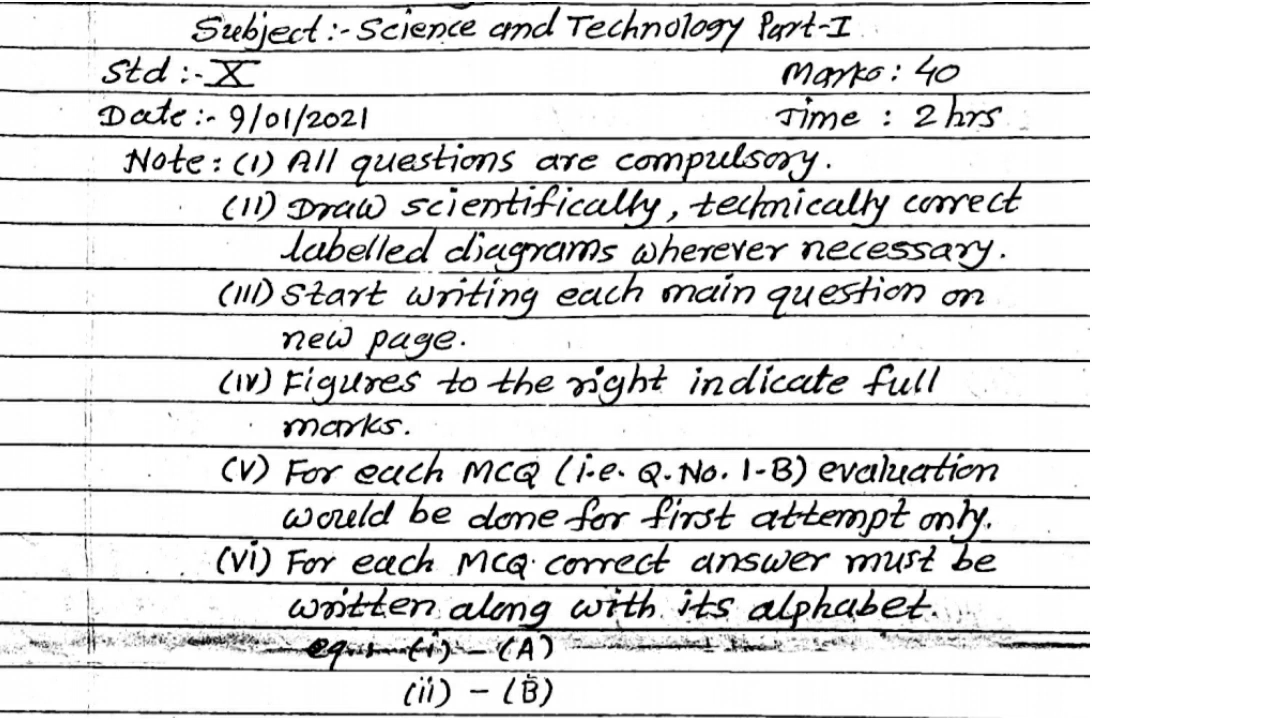 Subject :- Science and Technology Part-I
Std :- X Marks : 40
Date :- 9/01/2021 Time : 2 hrs
Note : (I) All questions are compulsory.
(II) Draw scientifically, technically correct
labelled diagrams wherever necessary.
(III) Start writing each main question on
new page.
(IV) Figures to the right indicate full
marks.
(V) For each MCQ (i.e. Q. No. 1-B) evaluation
would be done for first attempt only.
(Vi) For each MCQ correct answer must be
written along with its alphabet.
eg. : (i) - (A)
(ii) - (B)